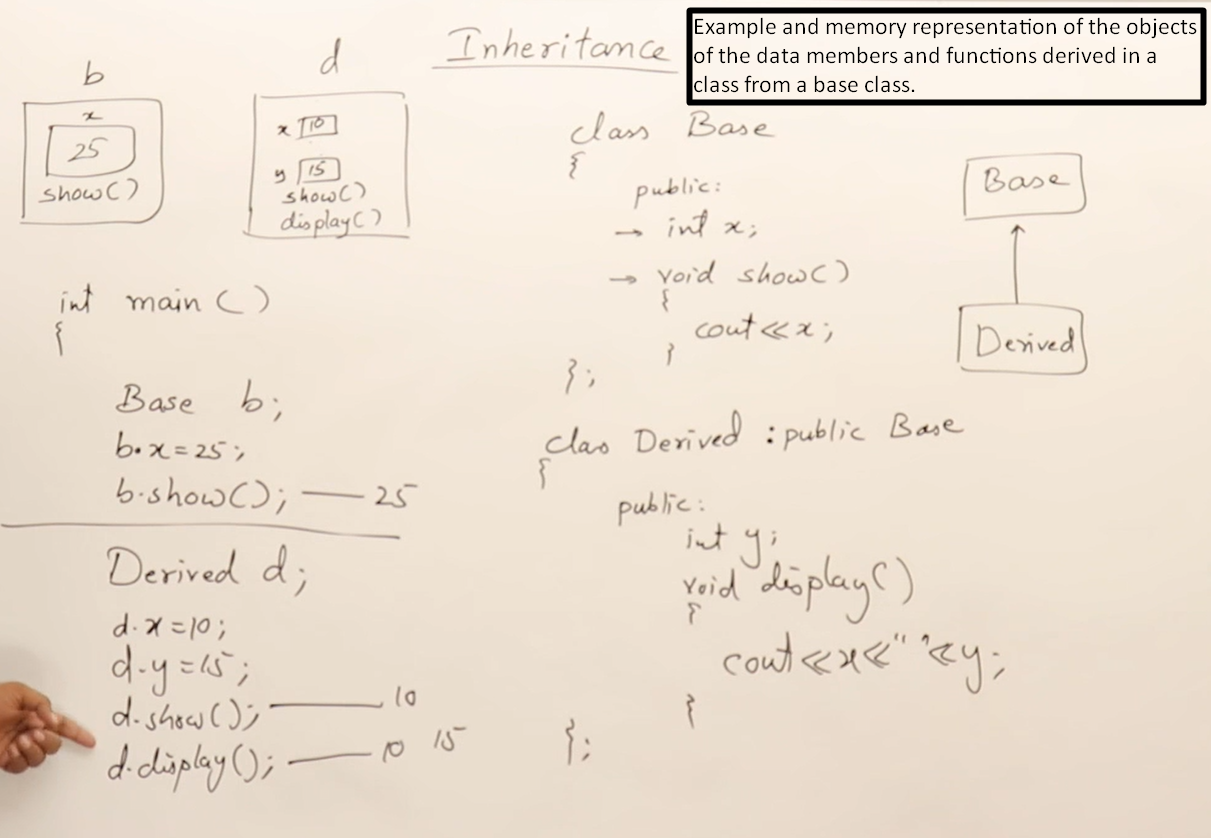 Inheritance
Example and memory representation of the objects
of the data members and functions derived in a
class from a base class.
b
x
25
show()
d
x 10
y 15
show()
display()
int main()
{
Base b;
b.x=25;
b.show(); — 25
Derived d;
d.x=10;
d.y=15;
d.show(); — 10
d.display(); — 10 15
class Base
{
public:
→ int x;
→ void show()
{
cout<<x;
}
};
class Derived : public Base
{
public:
int y;
void display()
{
cout<<x<<" "<<y;
}
};
Base
Derived